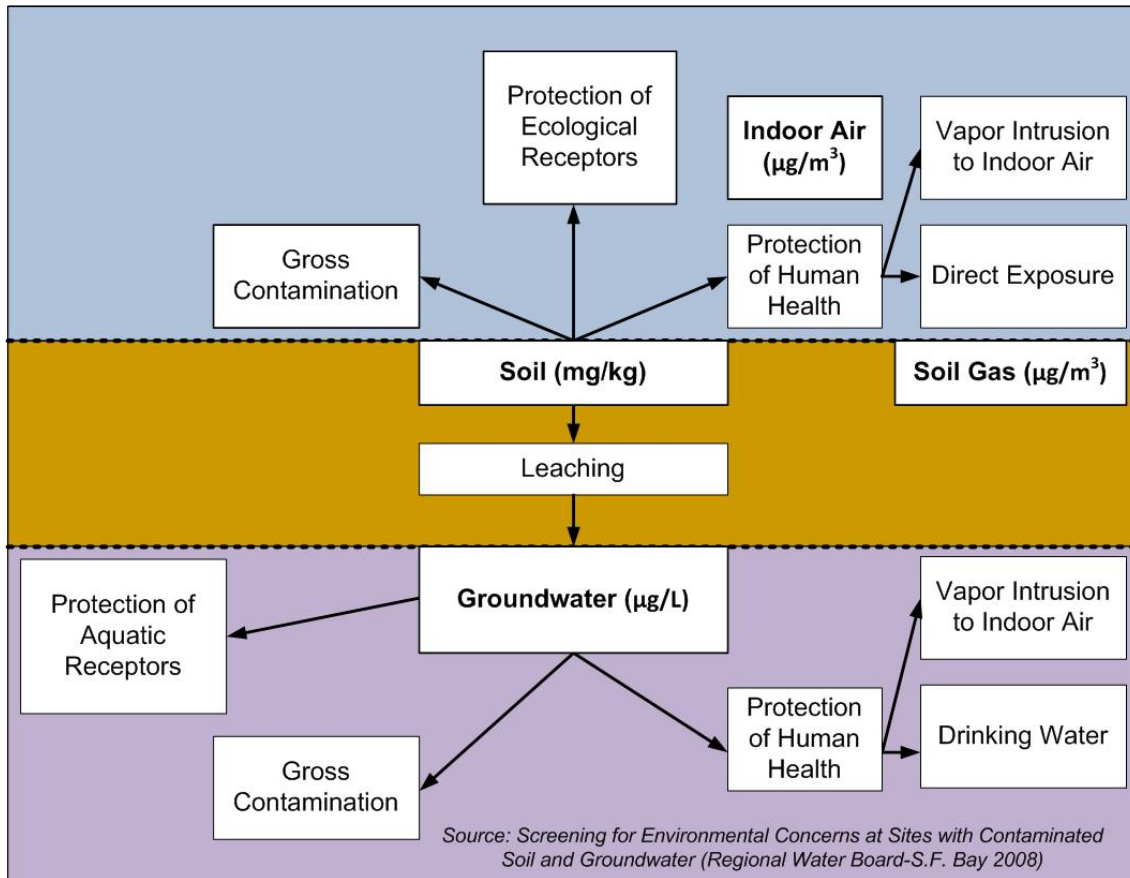 Protection of
Ecological
Receptors
Indoor Air
(µg/m³)
Vapor Intrusion
to Indoor Air
Gross
Contamination
Protection
of Human
Health
Direct Exposure
Soil (mg/kg)
Soil Gas (µg/m³)
Leaching
Groundwater (µg/L)
Protection of
Aquatic
Receptors
Vapor Intrusion
to Indoor Air
Protection
of Human
Health
Drinking Water
Gross
Contamination
Source: Screening for Environmental Concerns at Sites with Contaminated
Soil and Groundwater (Regional Water Board-S.F. Bay 2008)